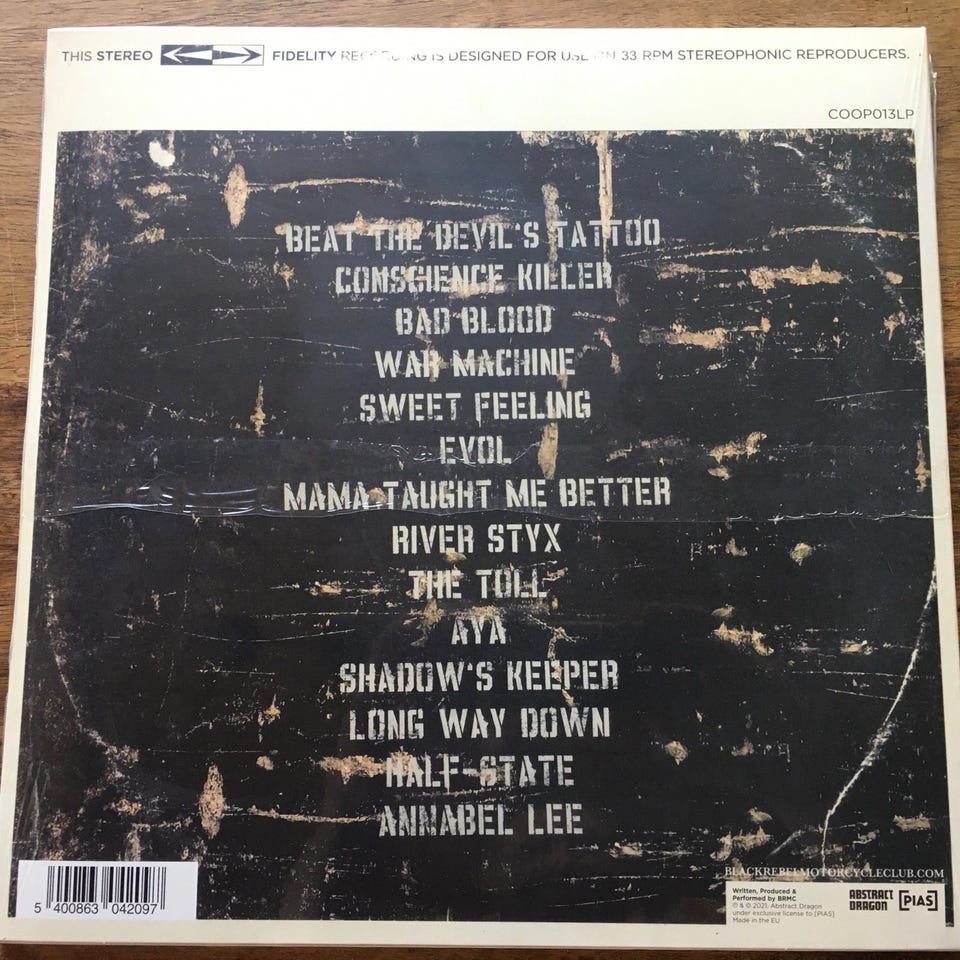 THIS STEREO FIDELITY RECORDING IS DESIGNED FOR USE ON 33 RPM STEREOPHONIC REPRODUCERS.
COOP013LP
BEAT THE DEVIL'S TATTOO
CONSCIENCE KILLER
BAD BLOOD
WAR MACHINE
SWEET FEELING
EVOL
MAMA TAUGHT ME BETTER
RIVER STYX
THE TOLL
AYA
SHADOW'S KEEPER
LONG WAY DOWN
HALF-STATE
ANNABEL LEE
5 400863 042097
BLACKREBELMOTORCYCLECLUB.COM
Written, Produced &
Performed by BRMC
℗ & © 2021, Abstract Dragon
under exclusive license to [PIAS]
Made in the EU
ABSTRACT
DRAGON
[PIAS]